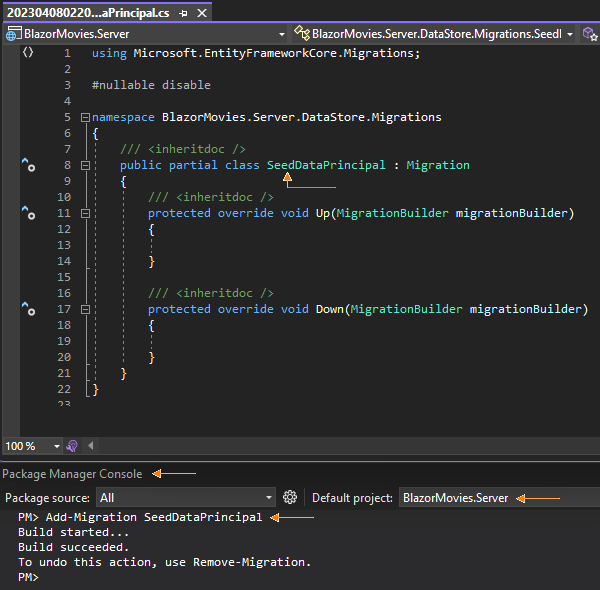 202304080220...aPrincipal.cs
BlazorMovies.Server
BlazorMovies.Server.DataStore.Migrations.Seedl
1 using Microsoft.EntityFrameworkCore.Migrations;
2
3 #nullable disable
4
5 namespace BlazorMovies.Server.DataStore.Migrations
6 {
7 /// <inheritdoc />
8 public partial class SeedDataPrincipal : Migration
9 {
10 /// <inheritdoc />
11 protected override void Up(MigrationBuilder migrationBuilder)
12 {
13
14 }
15
16 /// <inheritdoc />
17 protected override void Down(MigrationBuilder migrationBuilder)
18 {
19
20 }
21 }
22 }
23
100 %
Package Manager Console
Package source: All Default project: BlazorMovies.Server
PM> Add-Migration SeedDataPrincipal
Build started...
Build succeeded.
To undo this action, use Remove-Migration.
PM>